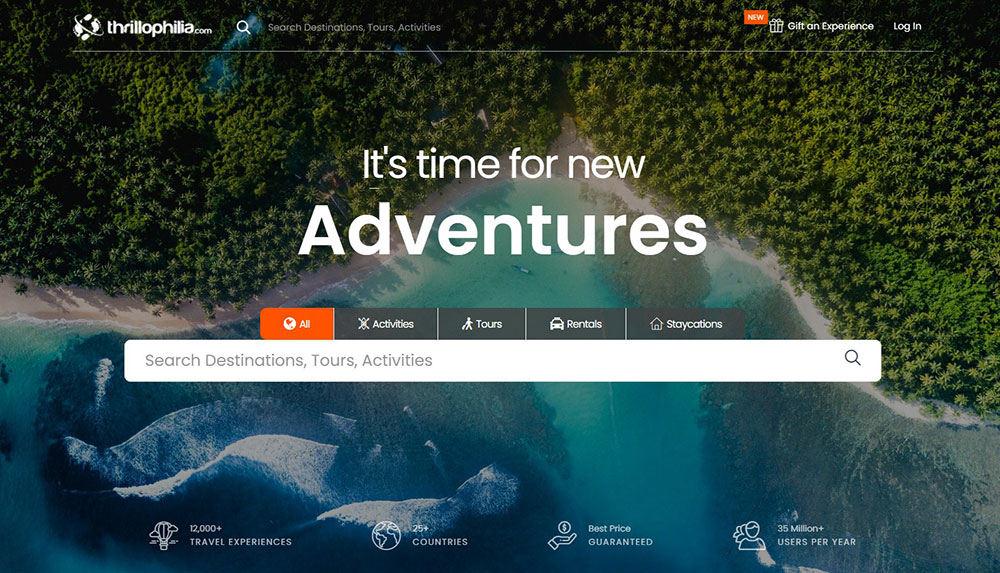 thrillophilia.com
Search Destinations, Tours, Activities
NEW
Gift an Experience
Log In
It's time for new
Adventures
All
Activities
Tours
Rentals
Staycations
Search Destinations, Tours, Activities
12,000+
TRAVEL EXPERIENCES
25+
COUNTRIES
Best Price
GUARANTEED
35 Million+
USERS PER YEAR